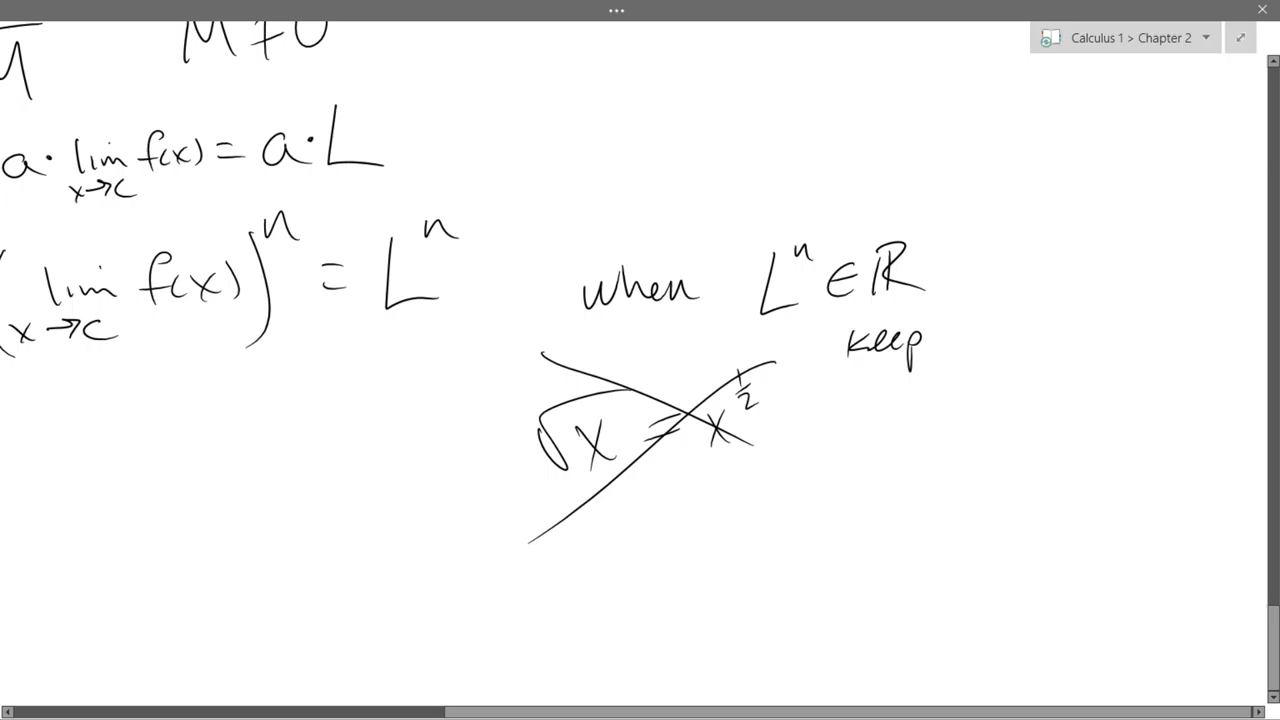 Calculus 1 > Chapter 2
M M ≠ 0
a · lim f(x) = a · L
x→c
( lim f(x) )^n = L^n when L^n ∈ ℝ
x→c
keep
√x = x^1/2